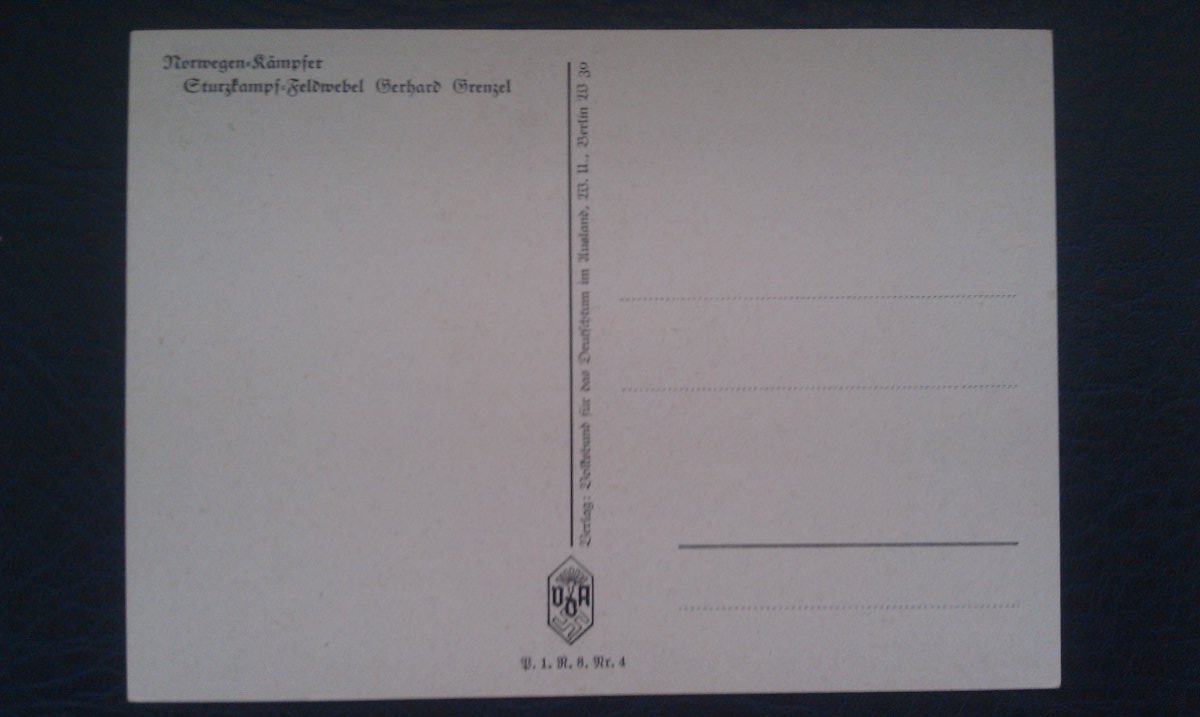 Norwegen-Kämpfer
Sturzkampf-Feldwebel Gerhard Grenzel
Verlag: Volksbund für das Deutschtum im Ausland, W. U., Berlin W 30
VDA
P. 1, R. 8, Nr. 4